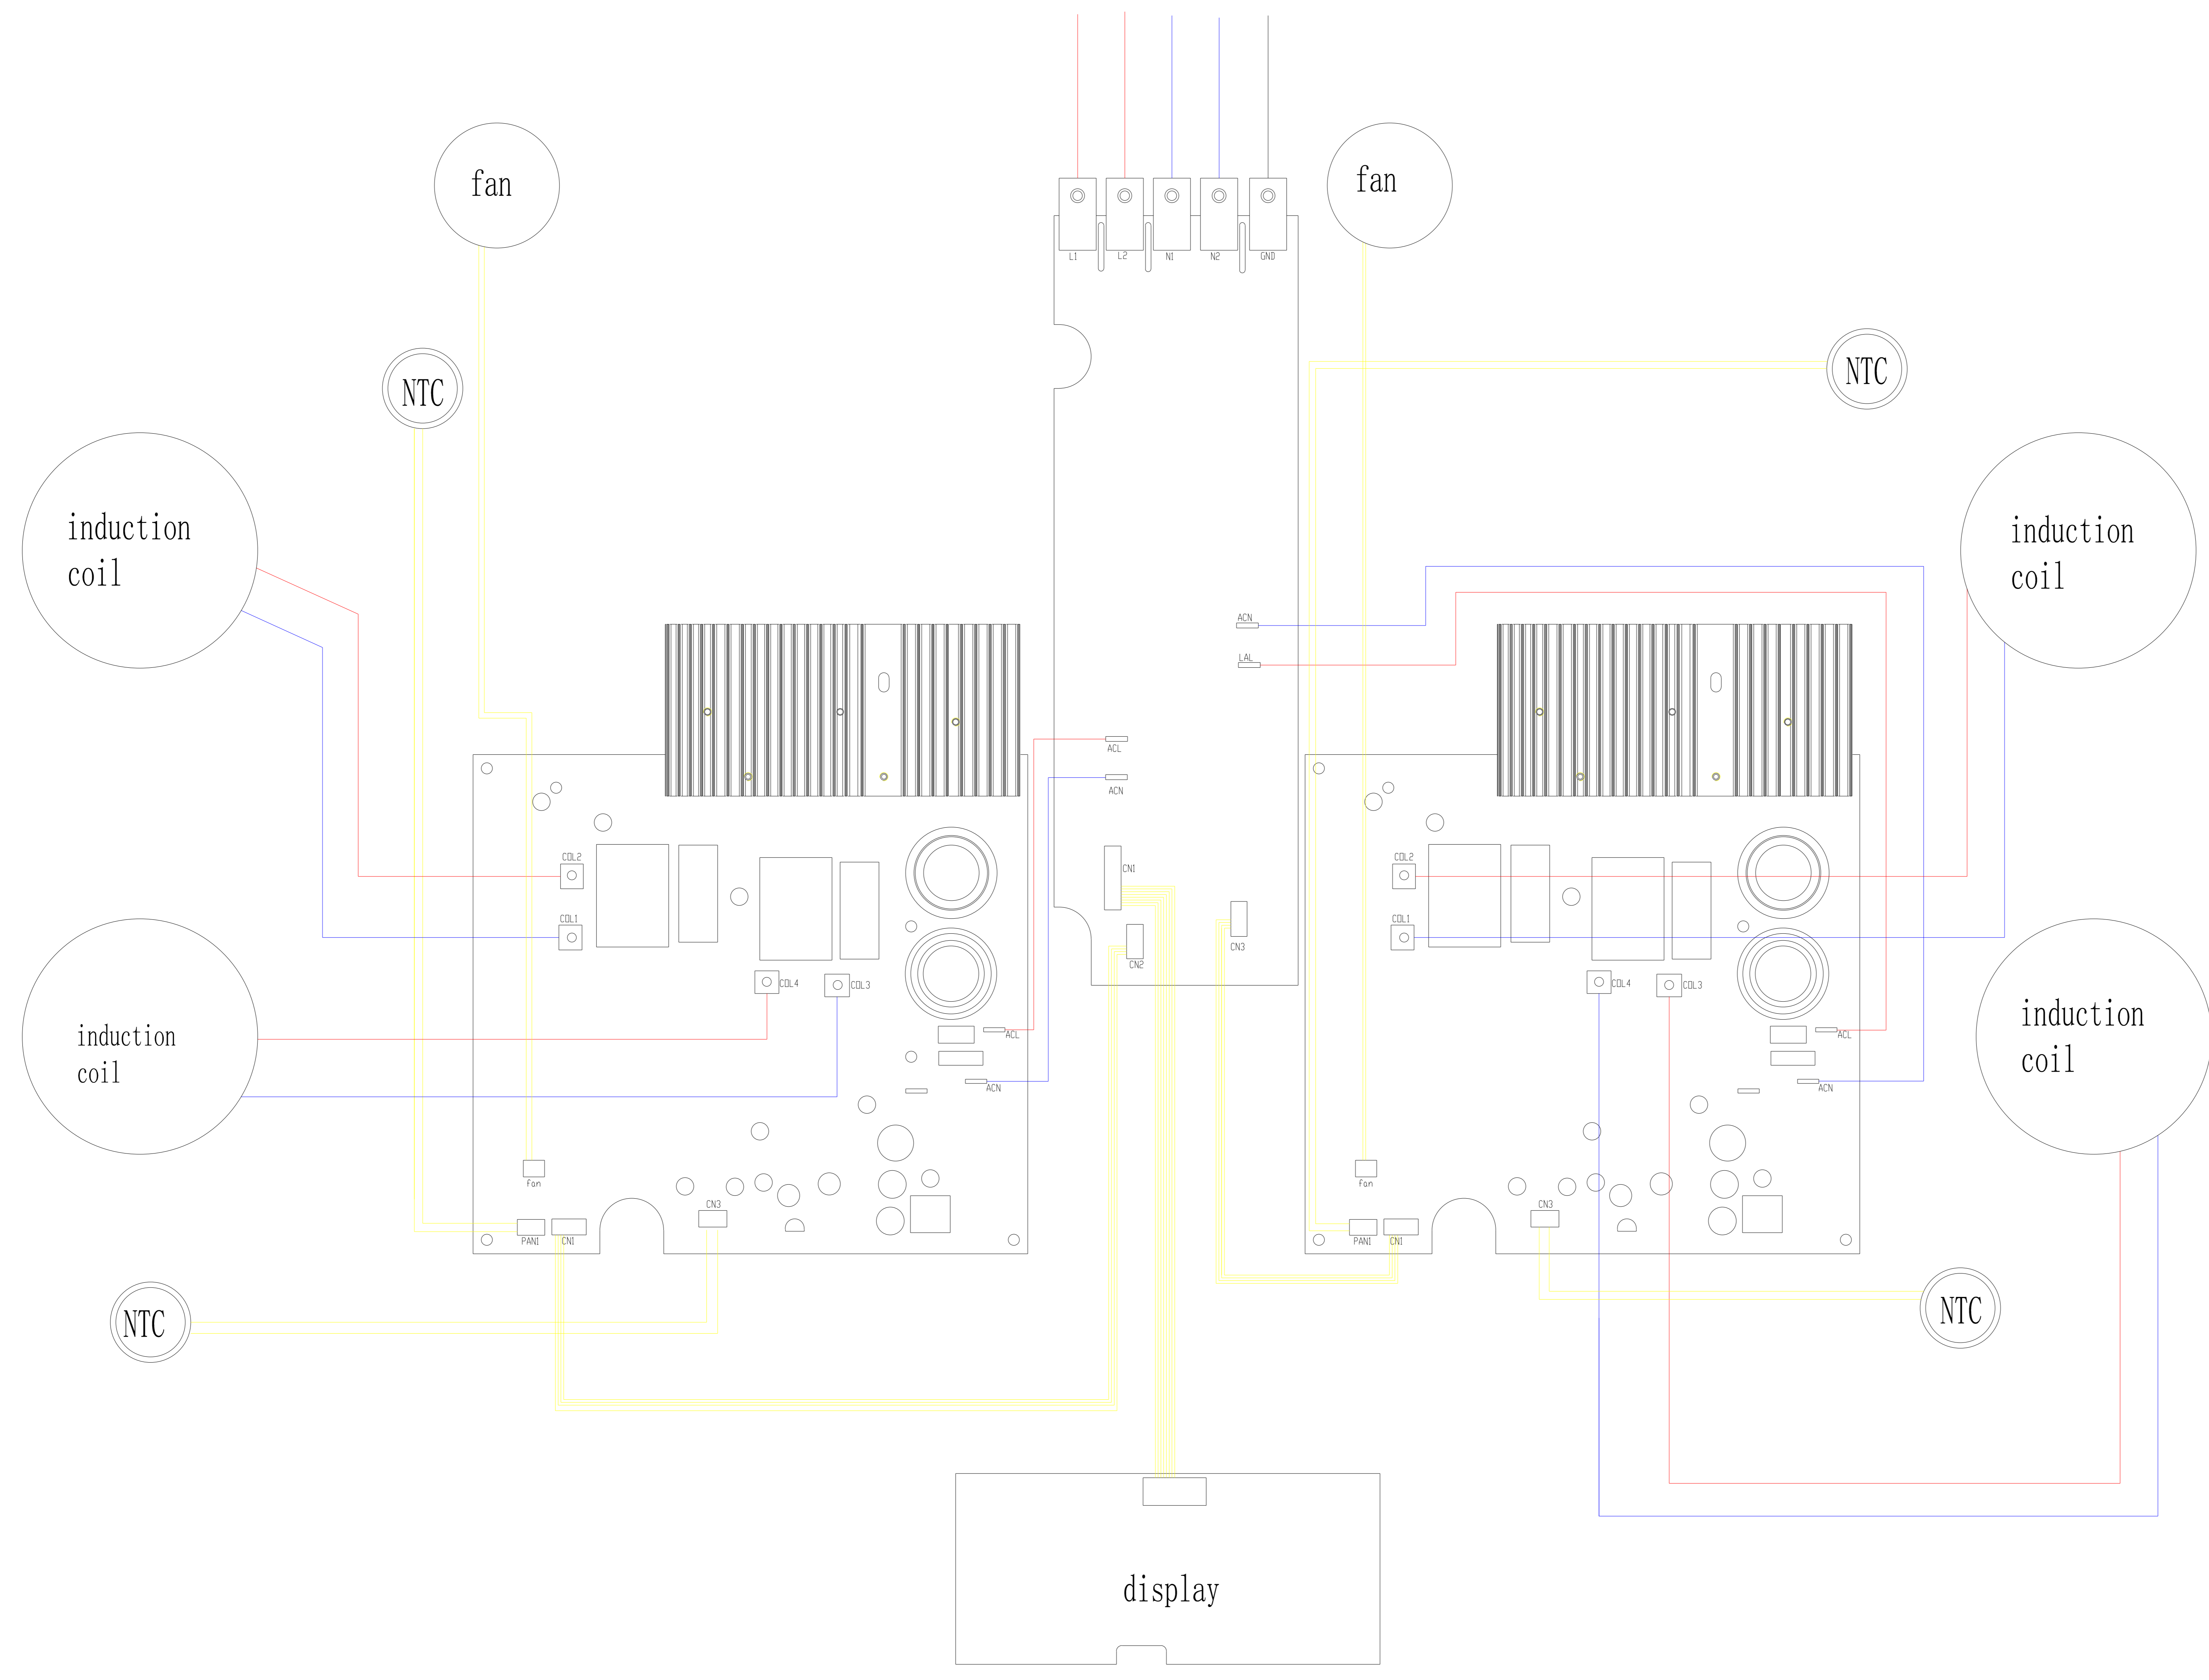 fan
fan
L1
L2
N1
N2
GND
NTC
NTC
induction
coil
induction
coil
ACN
LAL
ACL
ACN
COL2
COL1
CN1
CN2
CN3
COL2
COL1
COL4
COL3
COL4
COL3
induction
coil
induction
coil
ACL
ACN
ACL
ACN
fan
fan
CN3
CN3
PAN1
CN1
PAN1
CN1
NTC
NTC
display